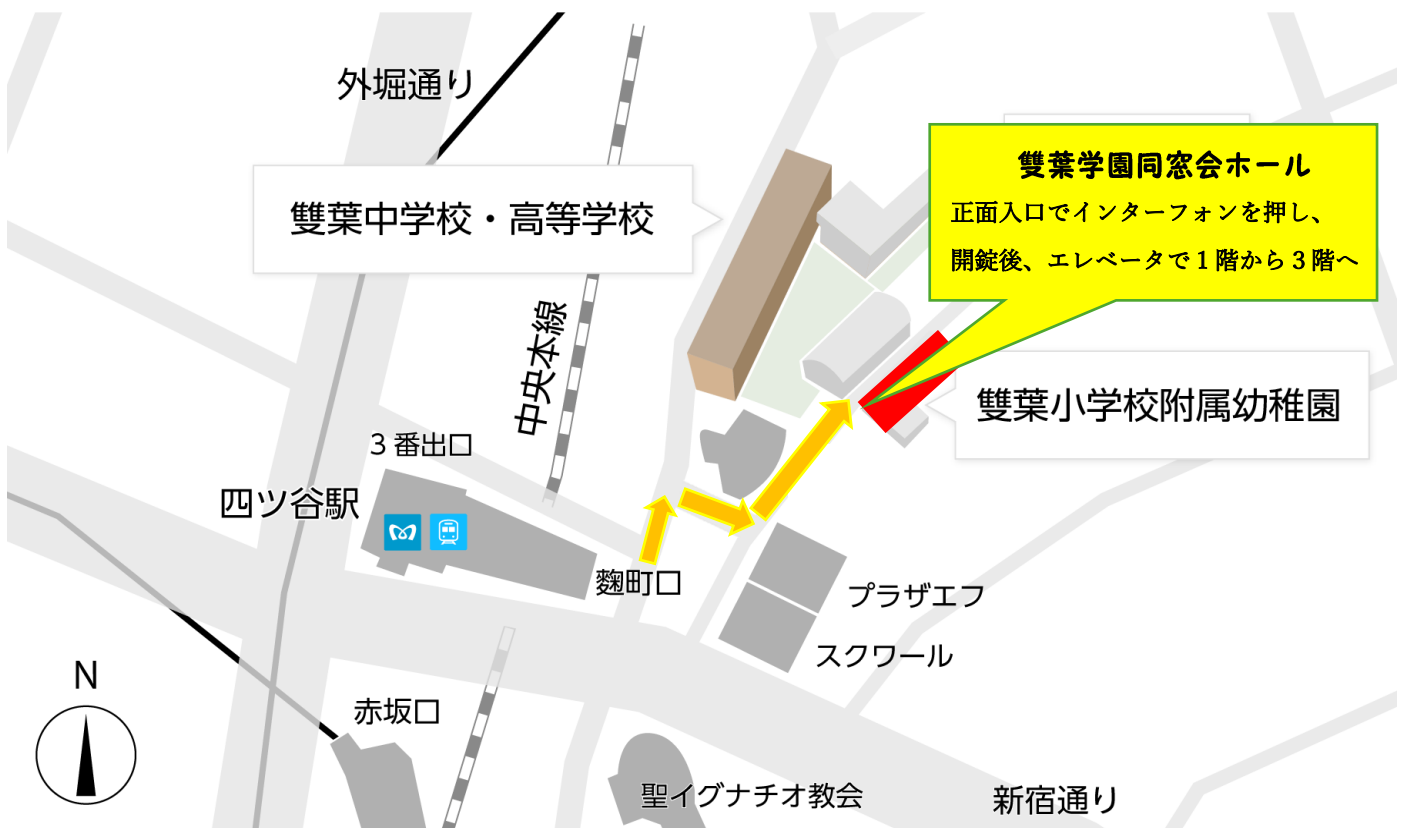 外堀通り
雙葉学園同窓会ホール
正面入口でインターフォンを押し、
開錠後、エレベータで1階から3階へ
雙葉中学校・高等学校
中央本線
雙葉小学校附属幼稚園
3番出口
四ツ谷駅
麴町口
プラザエフ
スクワール
N
赤坂口
聖イグナチオ教会
新宿通り